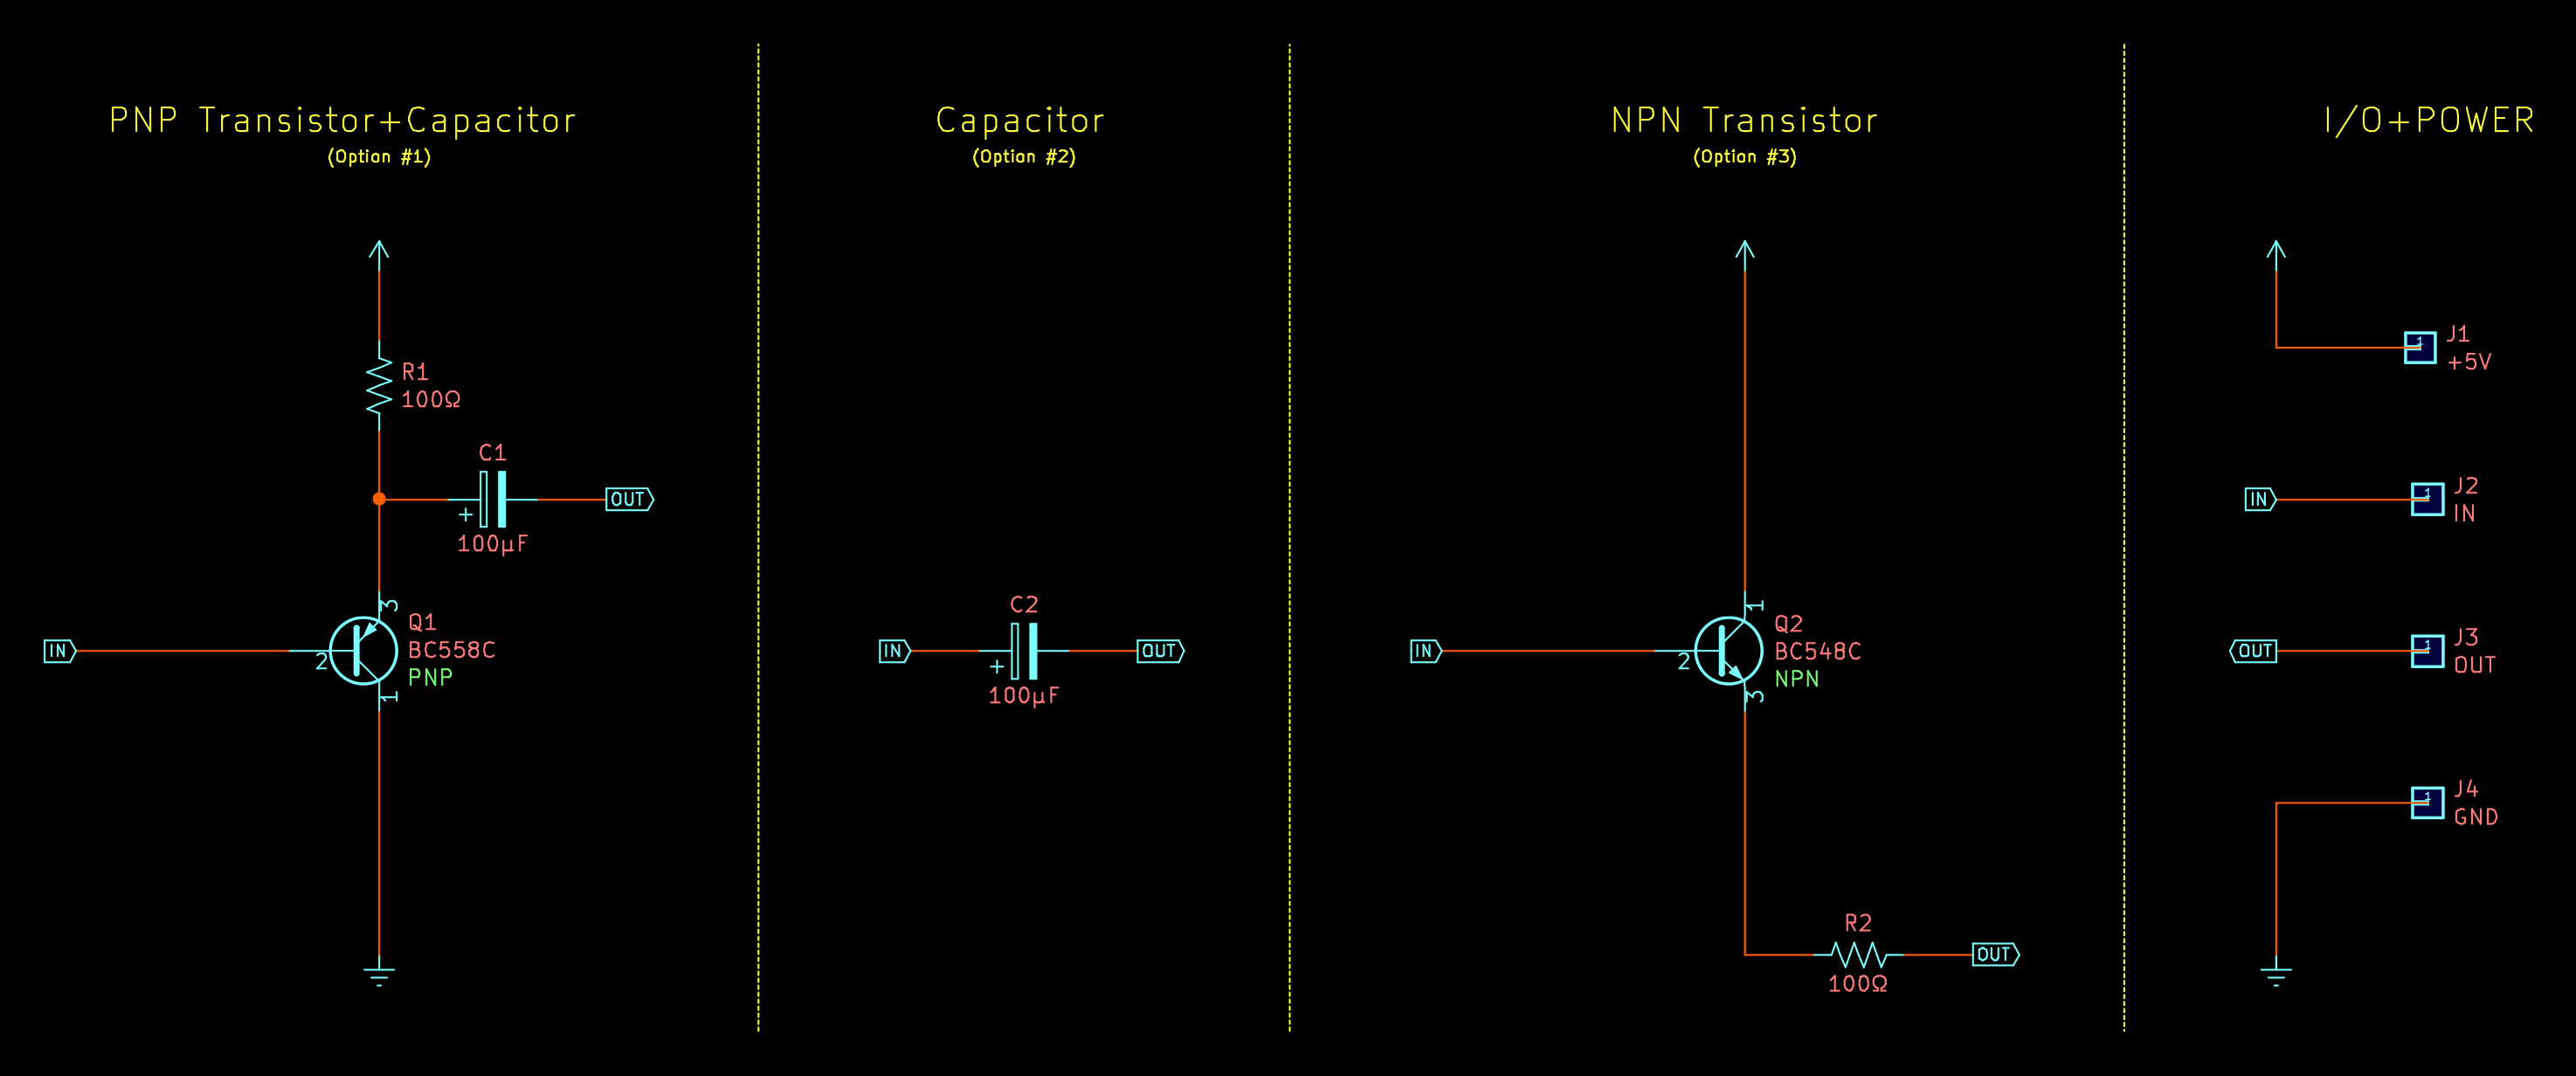 PNP Transistor+Capacitor
(Option #1)
R1
100Ω
C1
+
100µF
OUT
IN
2
3
1
Q1
BC558C
PNP
Capacitor
(Option #2)
IN
C2
+
100µF
OUT
NPN Transistor
(Option #3)
IN
2
1
3
Q2
BC548C
NPN
R2
100Ω
OUT
I/O+POWER
1
J1
+5V
IN
1
J2
IN
OUT
1
J3
OUT
1
J4
GND